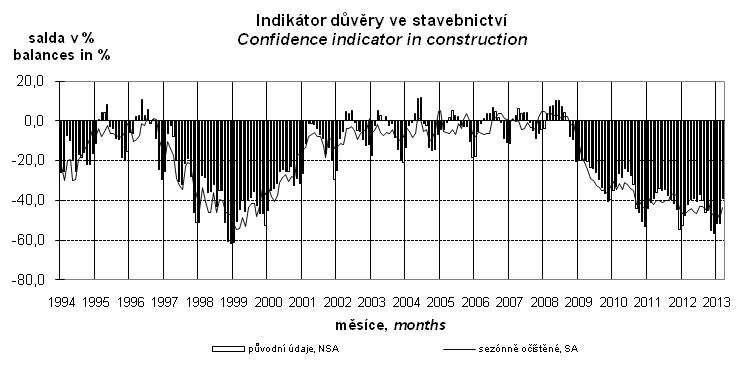 Indikátor důvěry ve stavebnictví
Confidence indicator in construction
salda v %
balances in %
20,0
0,0
-20,0
-40,0
-60,0
-80,0
1994 1995 1996 1997 1998 1999 2000 2001 2002 2003 2004 2005 2006 2007 2008 2009 2010 2011 2012 2013
měsíce, months
původní údaje, NSA
sezónně očištěné, SA